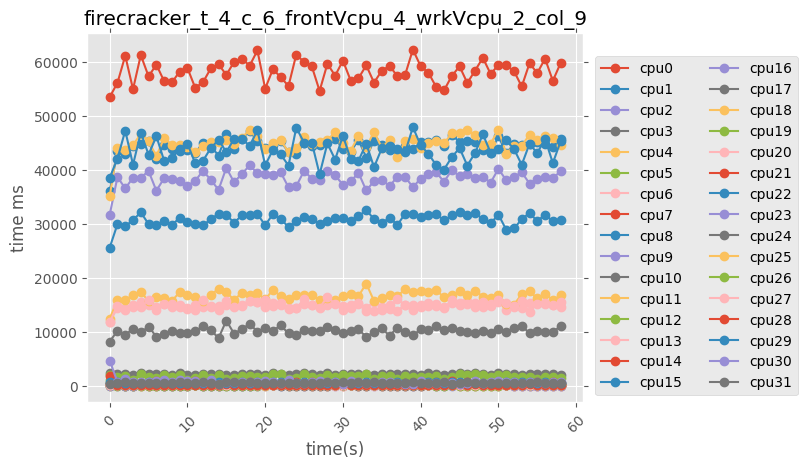 firecracker_t_4_c_6_frontVcpu_4_wrkVcpu_2_col_9
time ms
60000
50000
40000
30000
20000
10000
0
0
10
20
30
40
50
60
time(s)
cpu0
cpu1
cpu2
cpu3
cpu4
cpu5
cpu6
cpu7
cpu8
cpu9
cpu10
cpu11
cpu12
cpu13
cpu14
cpu15
cpu16
cpu17
cpu18
cpu19
cpu20
cpu21
cpu22
cpu23
cpu24
cpu25
cpu26
cpu27
cpu28
cpu29
cpu30
cpu31